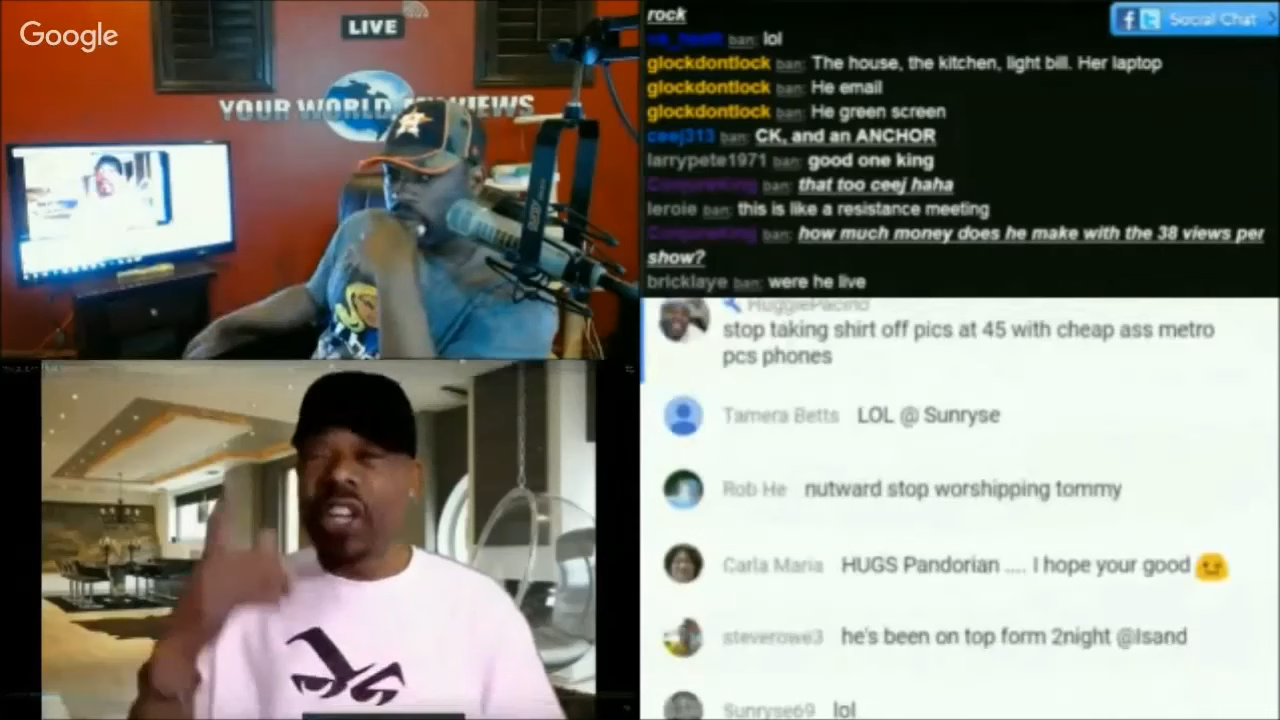 Google
LIVE
YOUR WORLD
VIEWS
Social Chat
rock
ban: lol
glockdontlock ban: The house, the kitchen, light bill. Her laptop
glockdontlock ban: He email
glockdontlock ban: He green screen
ceej313 ban: CK, and an ANCHOR
larrypete1971 ban: good one king
ban: that too ceej haha
leroie ban: this is like a resistance meeting
ban: how much money does he make with the 38 views per
show?
bricklaye ban: were he live
HuggiePacino
stop taking shirt off pics at 45 with cheap ass metro
pcs phones
Tamera Betts LOL @ Sunryse
Rob He nutward stop worshipping tommy
Carla Maria HUGS Pandorian .... I hope your good
steverowe3 he's been on top form 2night @Isand
Sunryse69 lol